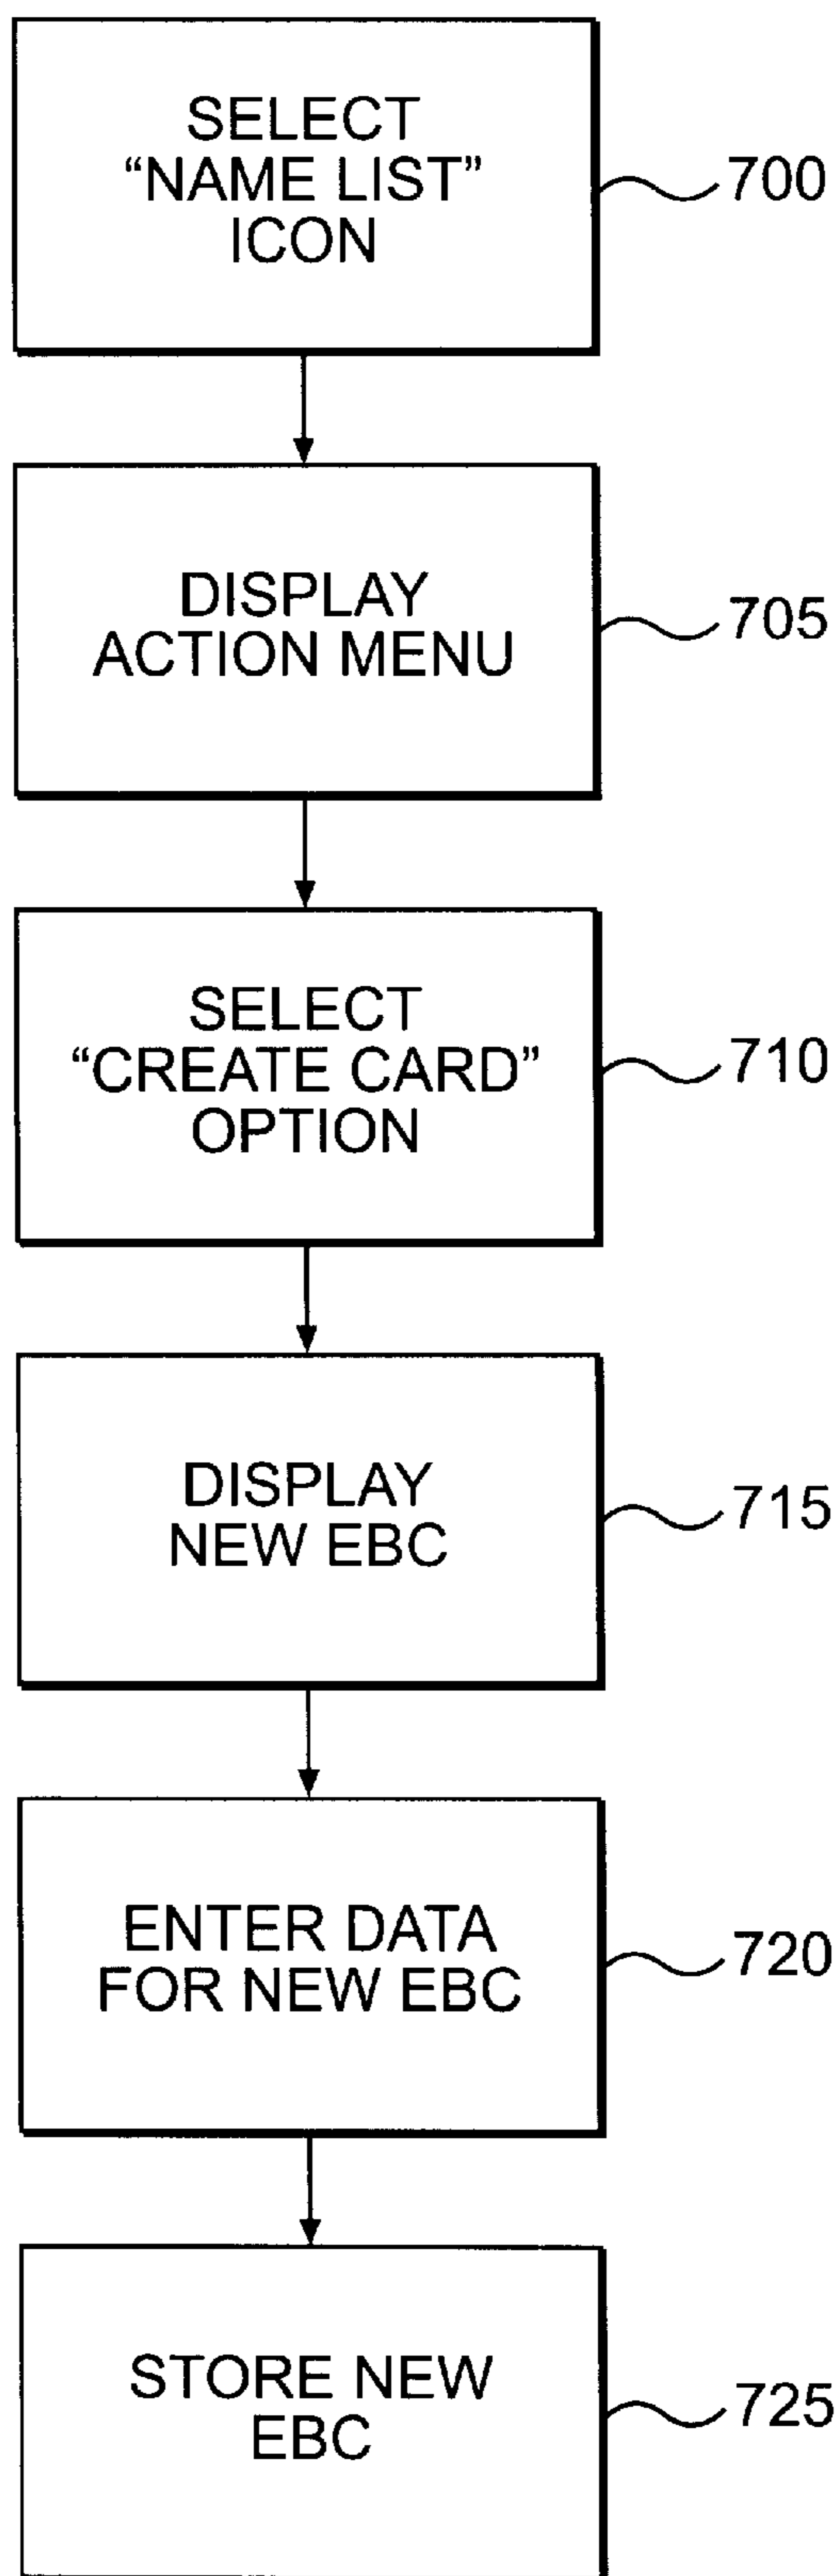 SELECT
“NAME LIST”
ICON
700
DISPLAY
ACTION MENU
705
SELECT
“CREATE CARD”
OPTION
710
DISPLAY
NEW EBC
715
ENTER DATA
FOR NEW EBC
720
STORE NEW
EBC
725